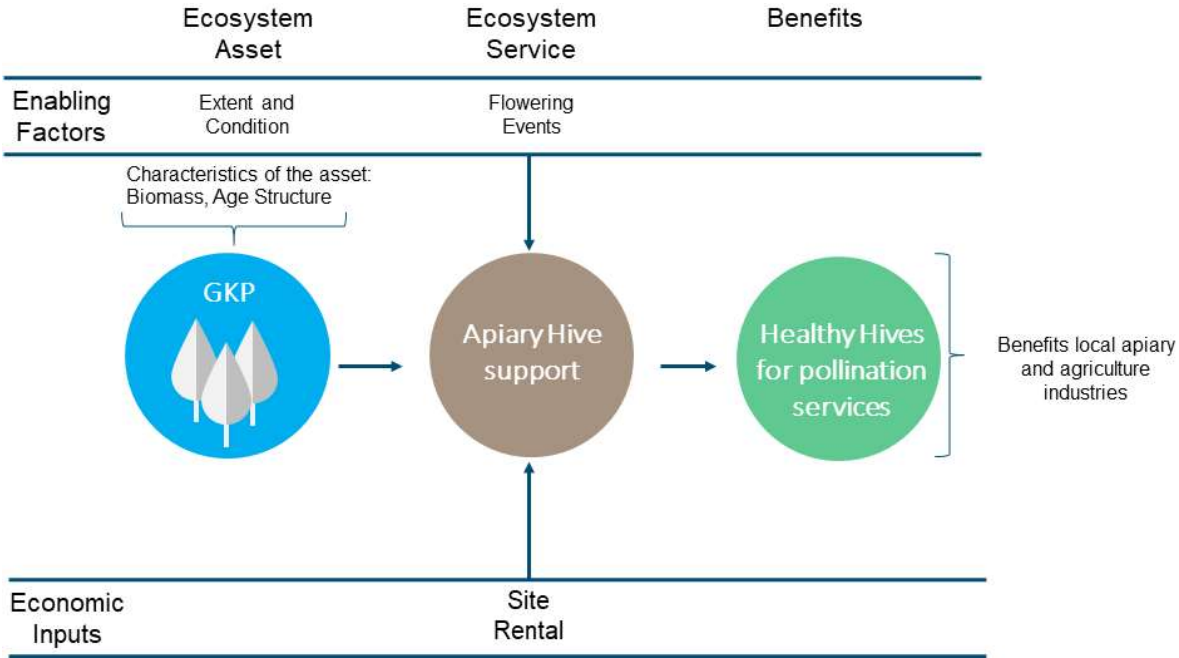 Ecosystem
Asset
Ecosystem
Service
Benefits
Enabling
Factors
Extent and
Condition
Flowering
Events
Characteristics of the asset:
Biomass, Age Structure
GKP
Apiary Hive
support
Healthy Hives
for pollination
services
Benefits local apiary
and agriculture
industries
Economic
Inputs
Site
Rental